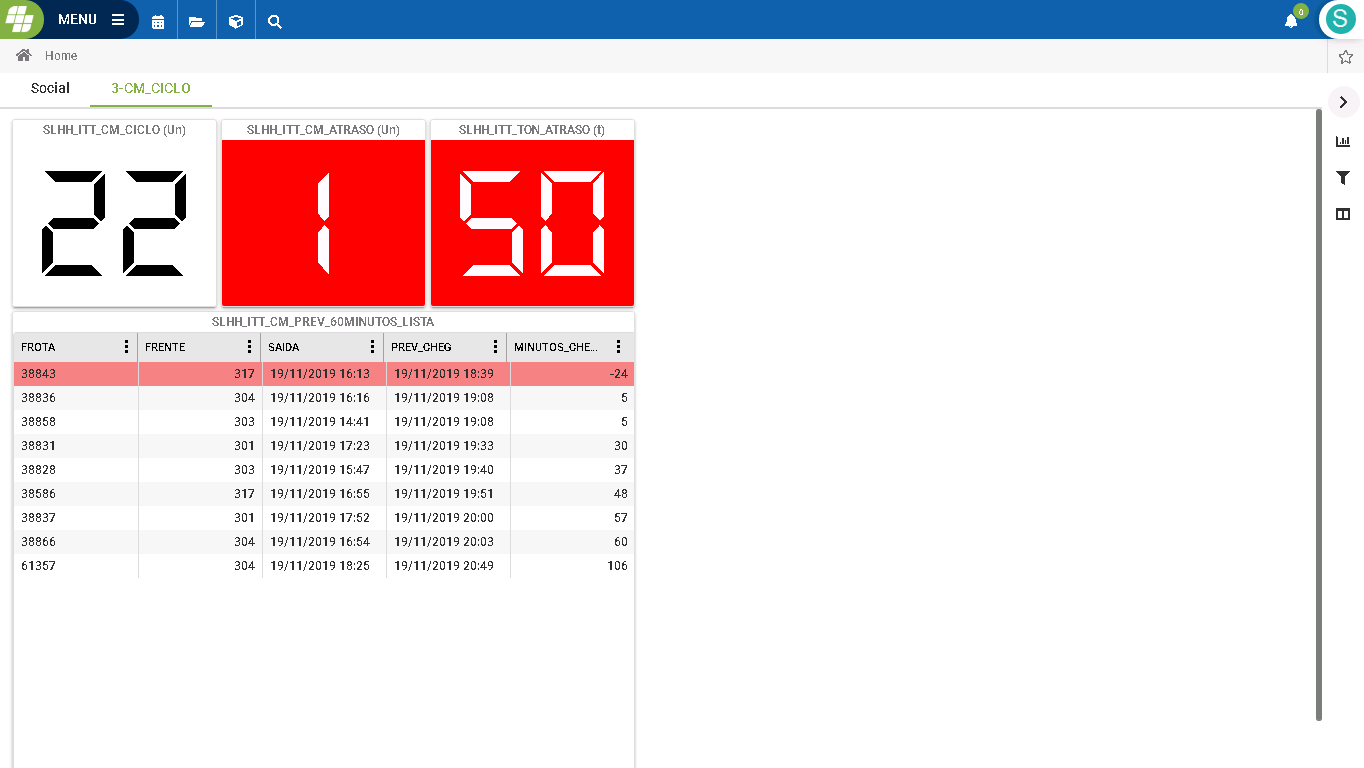 MENU
0
S
Home
Social 3-CM_CICLO
SLHH_ITT_CM_CICLO (Un) SLHH_ITT_CM_ATRASO (Un) SLHH_ITT_TON_ATRASO (t)
22 1 50
SLHH_ITT_CM_PREV_60MINUTOS_LISTA
FROTA FRENTE SAIDA PREV_CHEG MINUTOS_CHE...
38843 317 19/11/2019 16:13 19/11/2019 18:39 -24
38836 304 19/11/2019 16:16 19/11/2019 19:08 5
38858 303 19/11/2019 14:41 19/11/2019 19:08 5
38831 301 19/11/2019 17:23 19/11/2019 19:33 30
38828 303 19/11/2019 15:47 19/11/2019 19:40 37
38586 317 19/11/2019 16:55 19/11/2019 19:51 48
38837 301 19/11/2019 17:52 19/11/2019 20:00 57
38866 304 19/11/2019 16:54 19/11/2019 20:03 60
61357 304 19/11/2019 18:25 19/11/2019 20:49 106